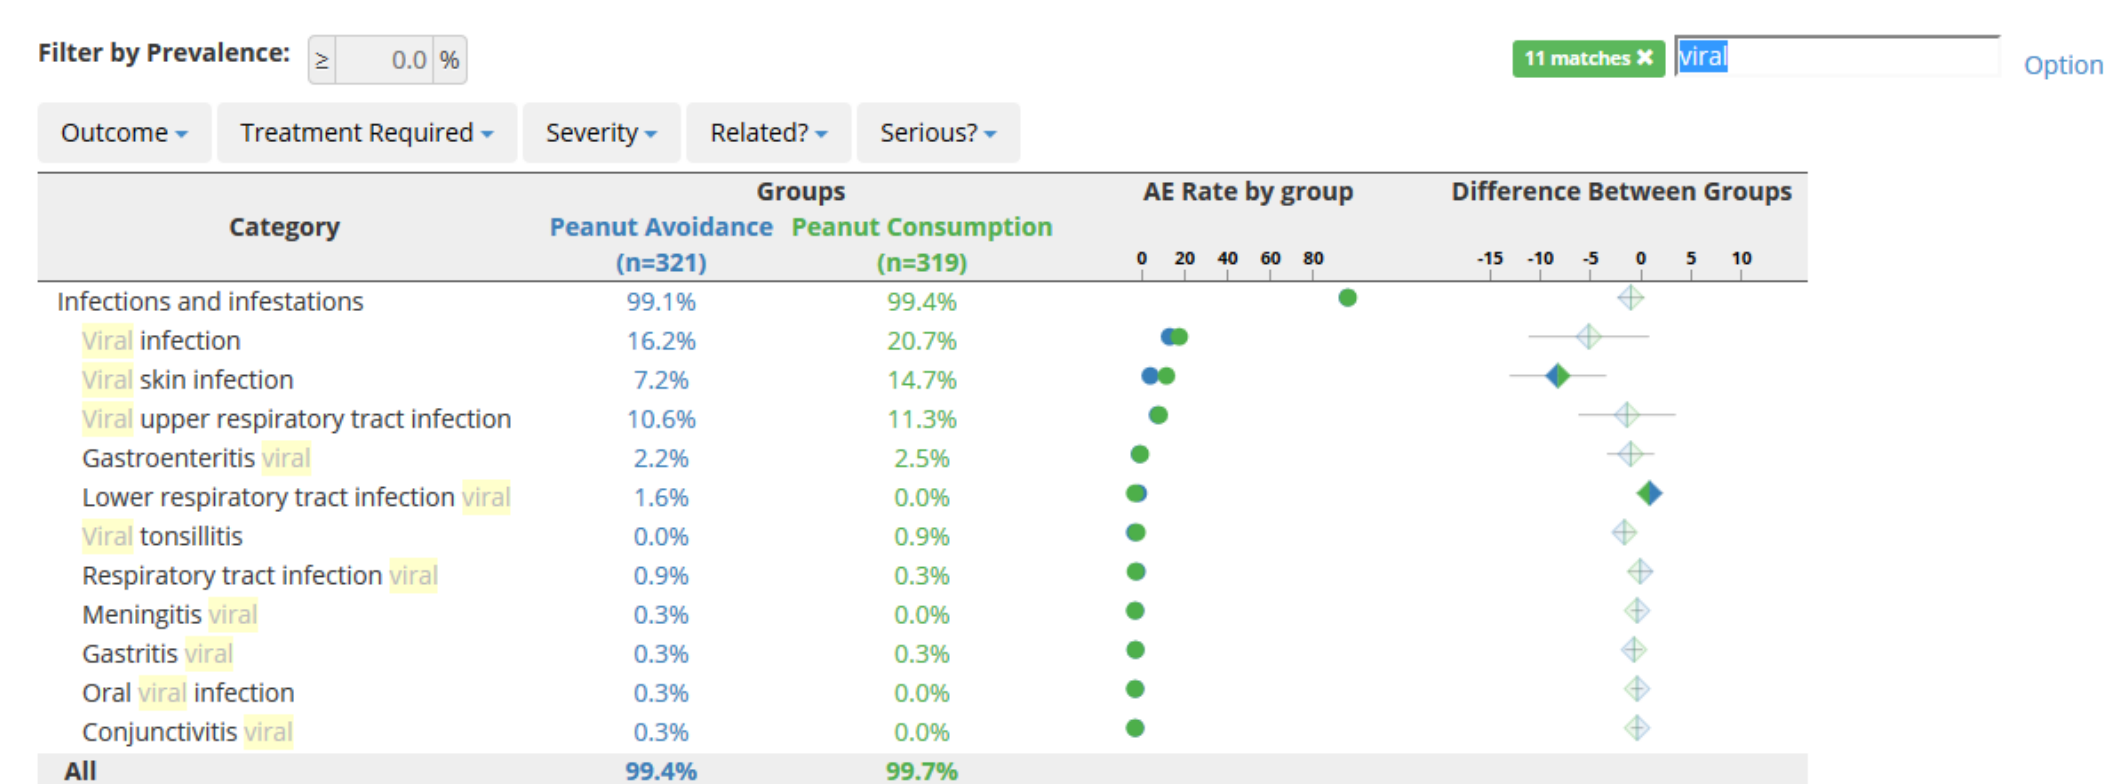 Filter by Prevalence: ≥ 0.0 % 11 matches ✖ viral Option
Outcome Treatment Required Severity Related? Serious?
Groups AE Rate by group Difference Between Groups
Category Peanut Avoidance Peanut Consumption
(n=321) (n=319) 0 20 40 60 80 -15 -10 -5 0 5 10
Infections and infestations 99.1% 99.4%
Viral infection 16.2% 20.7%
Viral skin infection 7.2% 14.7%
Viral upper respiratory tract infection 10.6% 11.3%
Gastroenteritis viral 2.2% 2.5%
Lower respiratory tract infection viral 1.6% 0.0%
Viral tonsillitis 0.0% 0.9%
Respiratory tract infection viral 0.9% 0.3%
Meningitis viral 0.3% 0.0%
Gastritis viral 0.3% 0.3%
Oral viral infection 0.3% 0.0%
Conjunctivitis viral 0.3% 0.0%
All 99.4% 99.7%